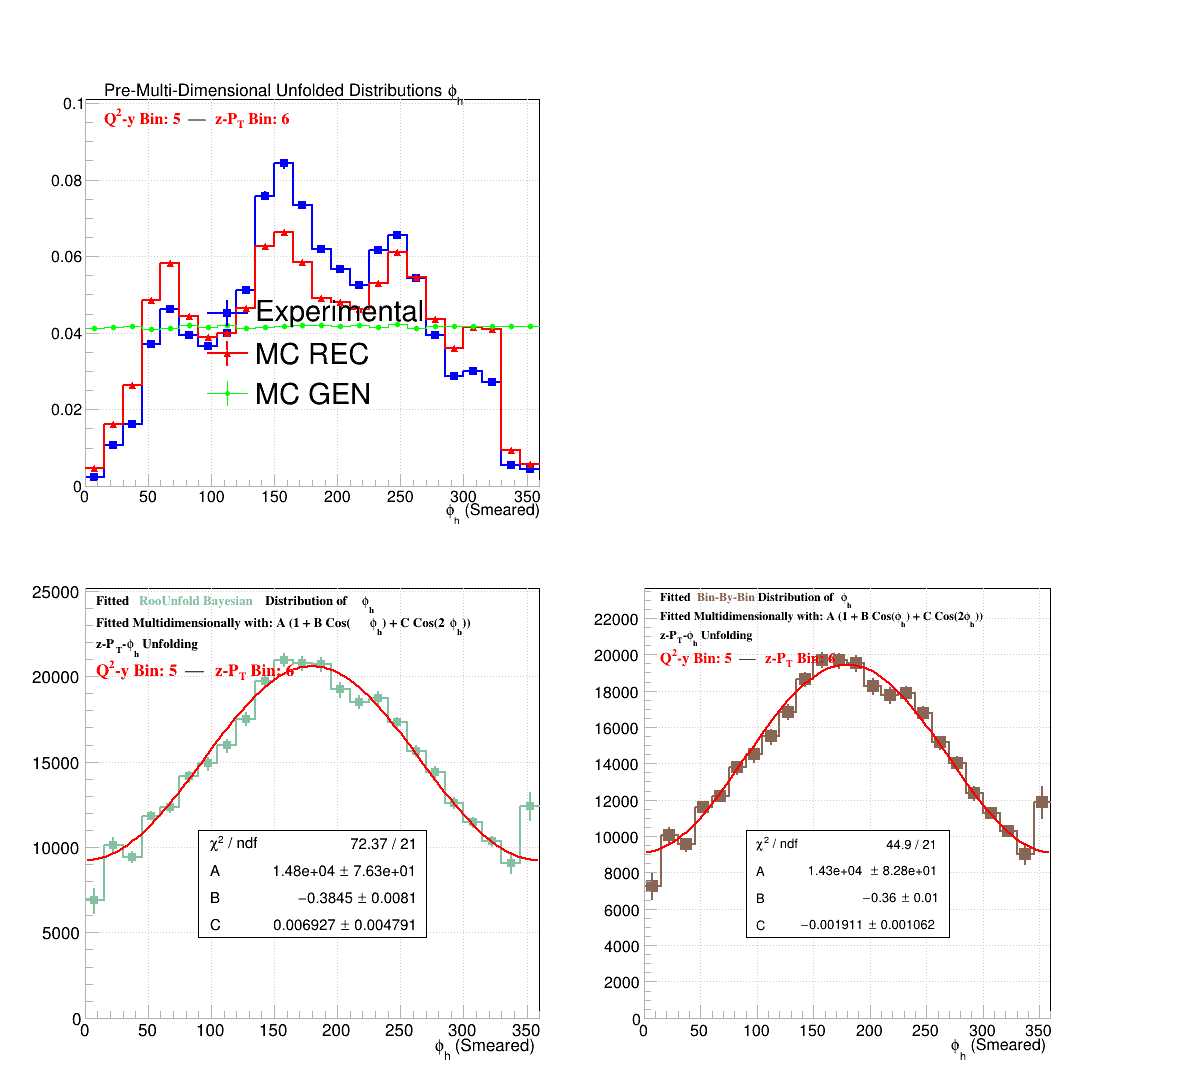 Pre-Multi-Dimensional Unfolded Distributions ϕh
Q2-y Bin: 5 — z-PT Bin: 6
0.1
0.08
0.06
0.04
0.02
0
Experimental
MC REC
MC GEN
0 50 100 150 200 250 300 350
ϕh (Smeared)
Fitted RooUnfold Bayesian Distribution of ϕh
Fitted Multidimensionally with: A (1 + B Cos( ϕh) + C Cos(2 ϕh))
z-PT-ϕh Unfolding
Q2-y Bin: 5 — z-PT Bin: 6
25000
20000
15000
10000
5000
0
χ2 / ndf 72.37 / 21
A 1.48e+04 ± 7.63e+01
B −0.3845 ± 0.0081
C 0.006927 ± 0.004791
0 50 100 150 200 250 300 350
ϕh (Smeared)
Fitted Bin-By-Bin Distribution of ϕh
Fitted Multidimensionally with: A (1 + B Cos(ϕh) + C Cos(2ϕh))
z-PT-ϕh Unfolding
Q2-y Bin: 5 — z-PT Bin: 6
22000
20000
18000
16000
14000
12000
10000
8000
6000
4000
2000
0
χ2 / ndf 44.9 / 21
A 1.43e+04 ± 8.28e+01
B −0.36 ± 0.01
C −0.001911 ± 0.001062
0 50 100 150 200 250 300 350
ϕh (Smeared)